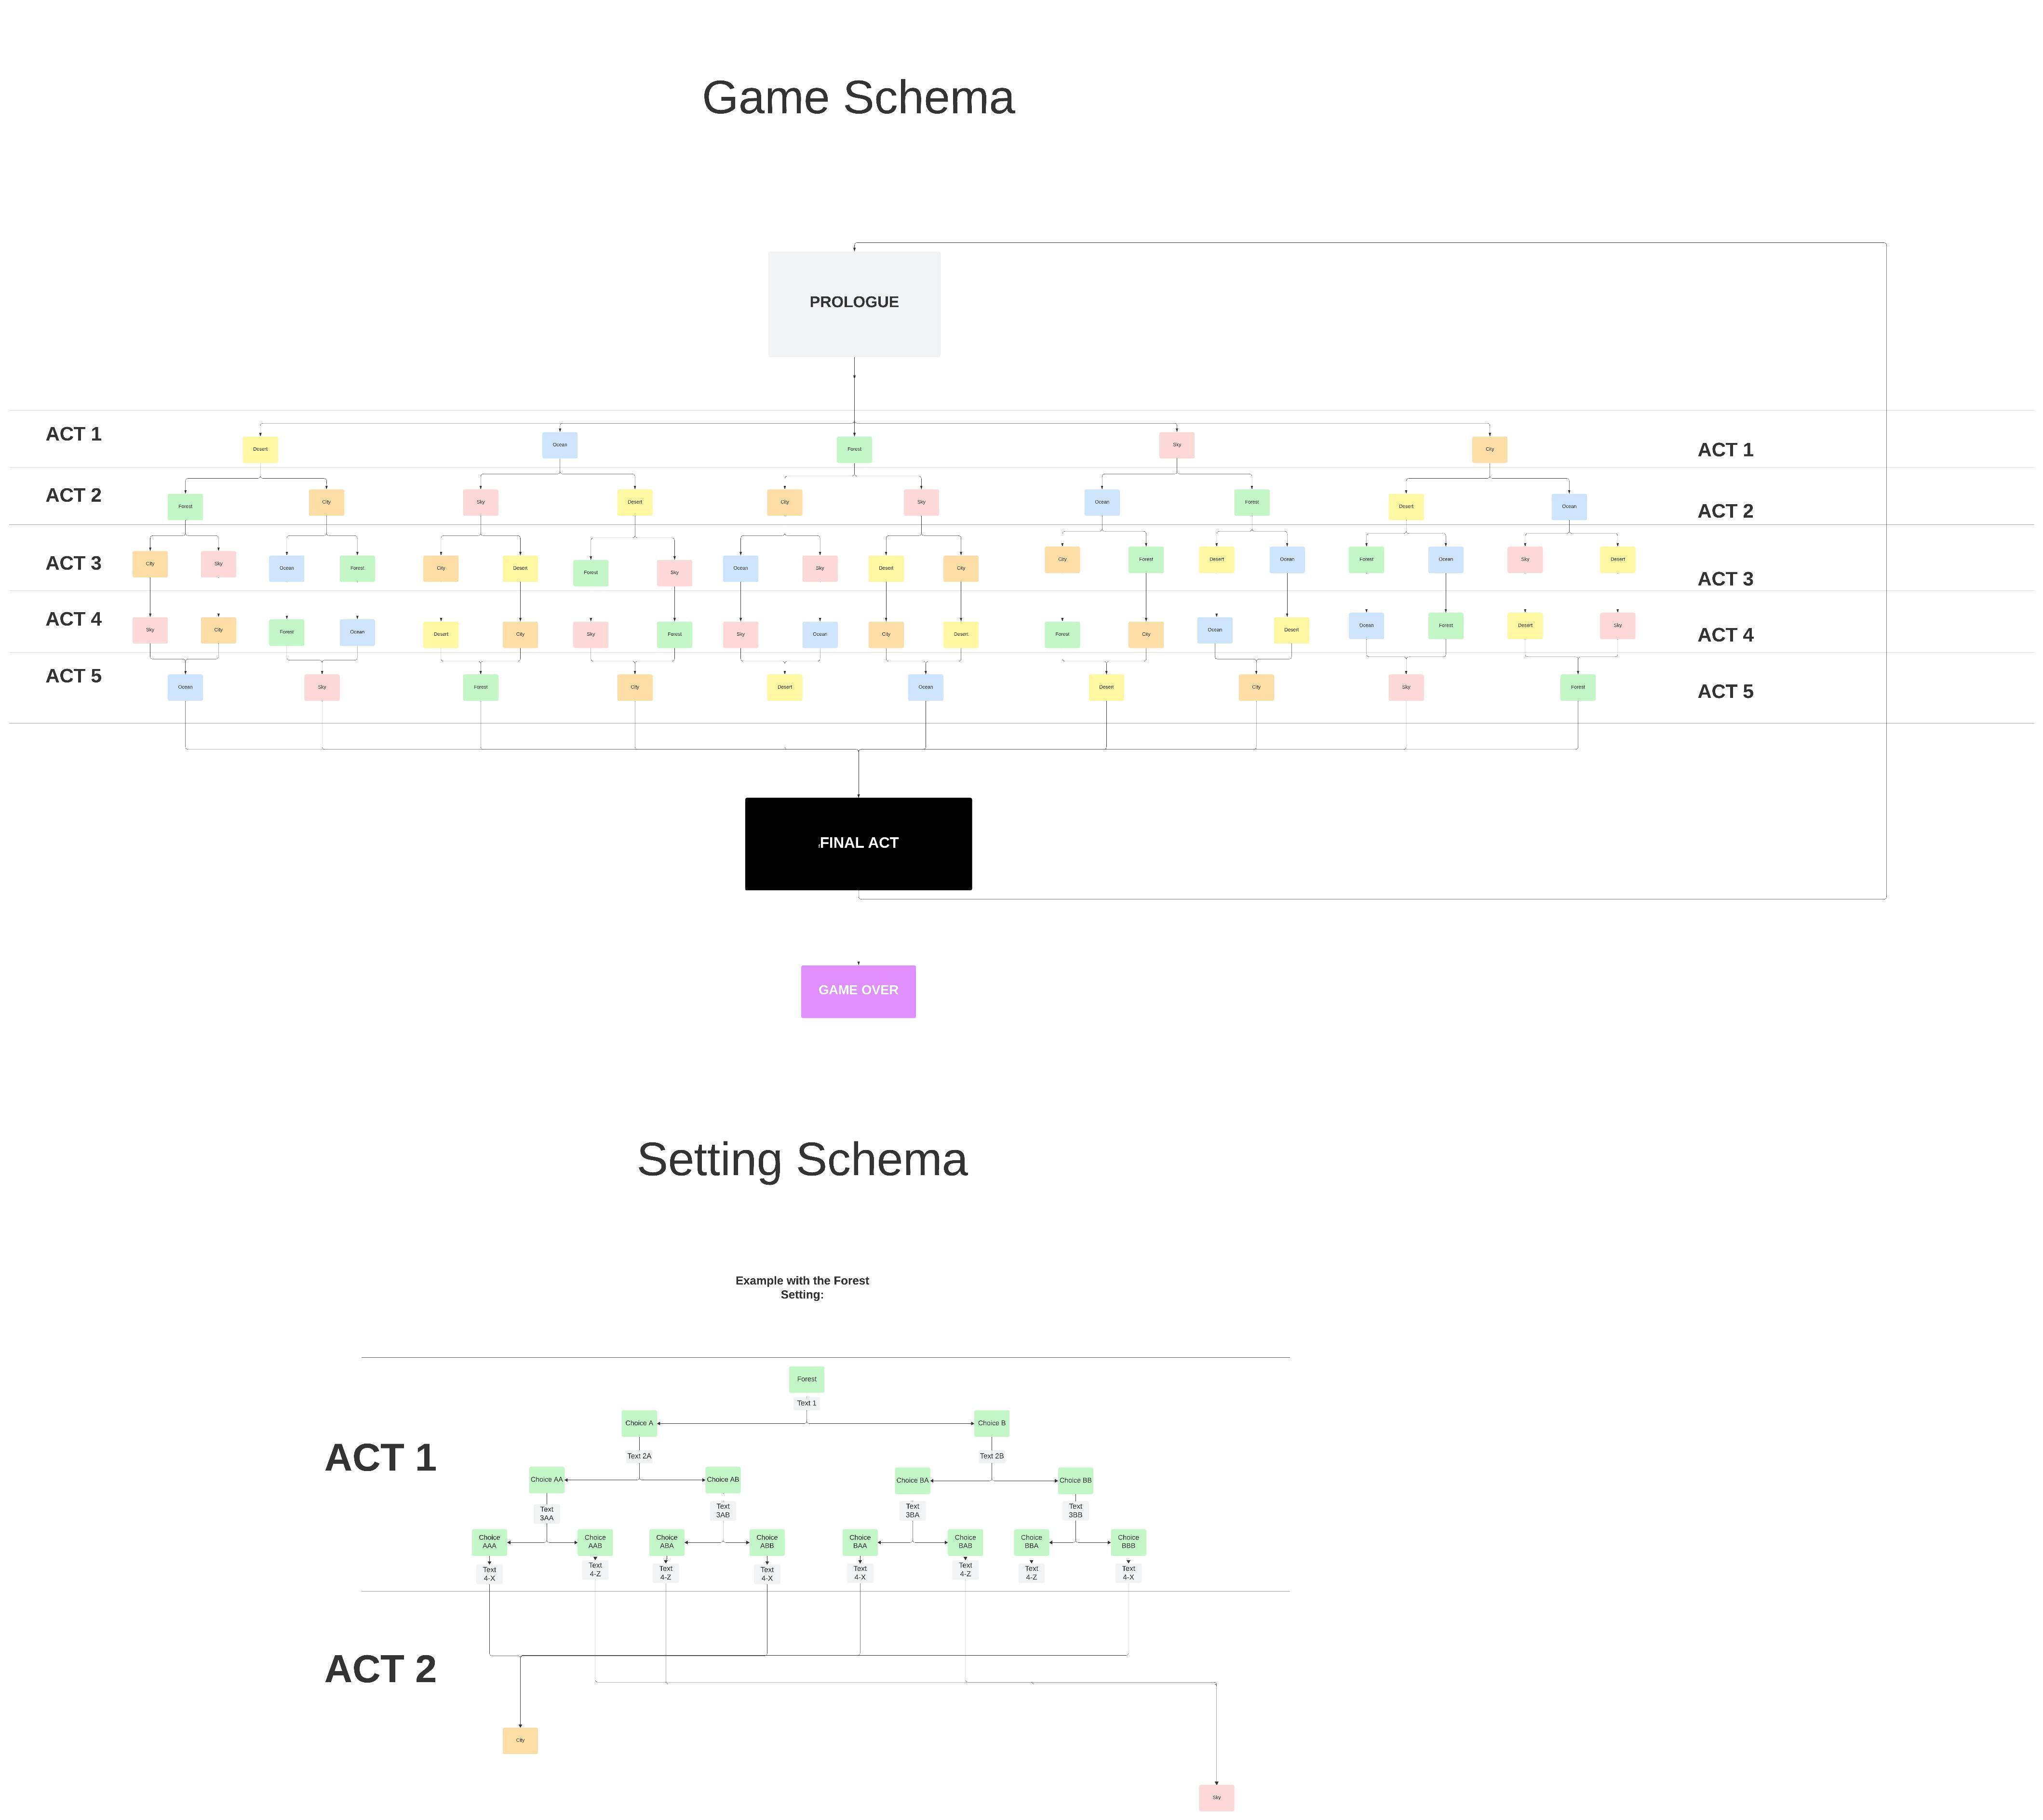 Game Schema
PROLOGUE
ACT 1
Desert
Ocean
Forest
Sky
City
ACT 1
ACT 2
Forest
City
Sky
Desert
City
Sky
Ocean
Forest
Desert
Ocean
ACT 2
ACT 3
City
Sky
Ocean
Forest
City
Desert
Forest
Sky
Ocean
Sky
Desert
City
City
Forest
Desert
Ocean
Forest
Ocean
Sky
Desert
ACT 3
ACT 4
Sky
City
Forest
Ocean
Desert
City
Sky
Forest
Sky
Ocean
City
Desert
Forest
City
Ocean
Desert
Ocean
Forest
Desert
Sky
ACT 4
ACT 5
Ocean
Sky
Forest
City
Desert
Ocean
Desert
City
Sky
Forest
ACT 5
FINAL ACT
GAME OVER
Setting Schema
Example with the Forest
Setting:
Forest
Text 1
Choice A
Choice B
ACT 1
Text 2A
Text 2B
Choice AA
Choice AB
Choice BA
Choice BB
Text
3AA
Text
3AB
Text
3BA
Text
3BB
Choice
AAA
Choice
AAB
Choice
ABA
Choice
ABB
Choice
BAA
Choice
BAB
Choice
BBA
Choice
BBB
Text
4-X
Text
4-Z
Text
4-Z
Text
4-X
Text
4-X
Text
4-Z
Text
4-Z
Text
4-X
ACT 2
City
Sky